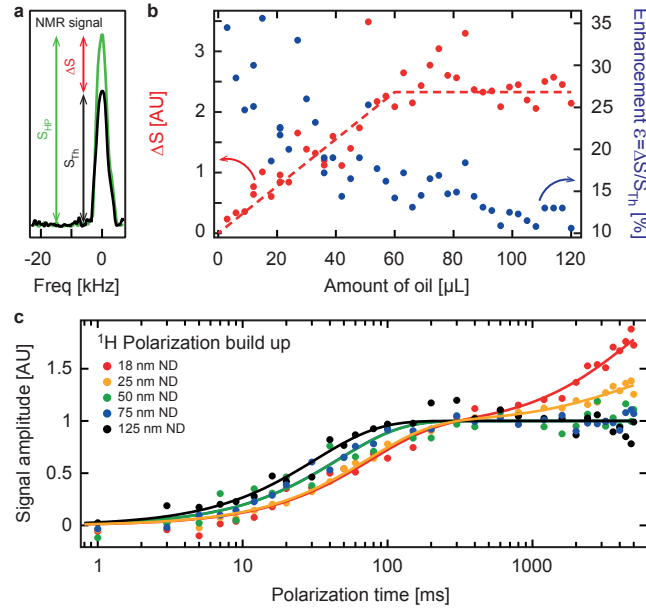 a
NMR signal
ΔS
S_HP
S_Th
-20 0
Freq [kHz]
b
ΔS [AU]
3
2
1
0
0 20 40 60 80 100 120
Amount of oil [µL]
35
30
25
20
15
10
Enhancement ε=ΔS/S_Th [%]
c
¹H Polarization build up
18 nm ND
25 nm ND
50 nm ND
75 nm ND
125 nm ND
Signal amplitude [AU]
1.5
1
0.5
0
1 10 100 1000
Polarization time [ms]